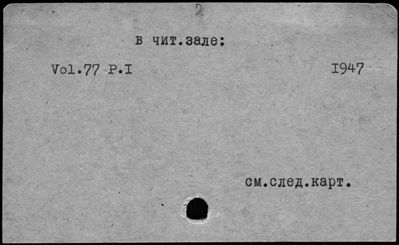 2
в чит.зале:
Vol.77 P.I 1947
см.след.карт.